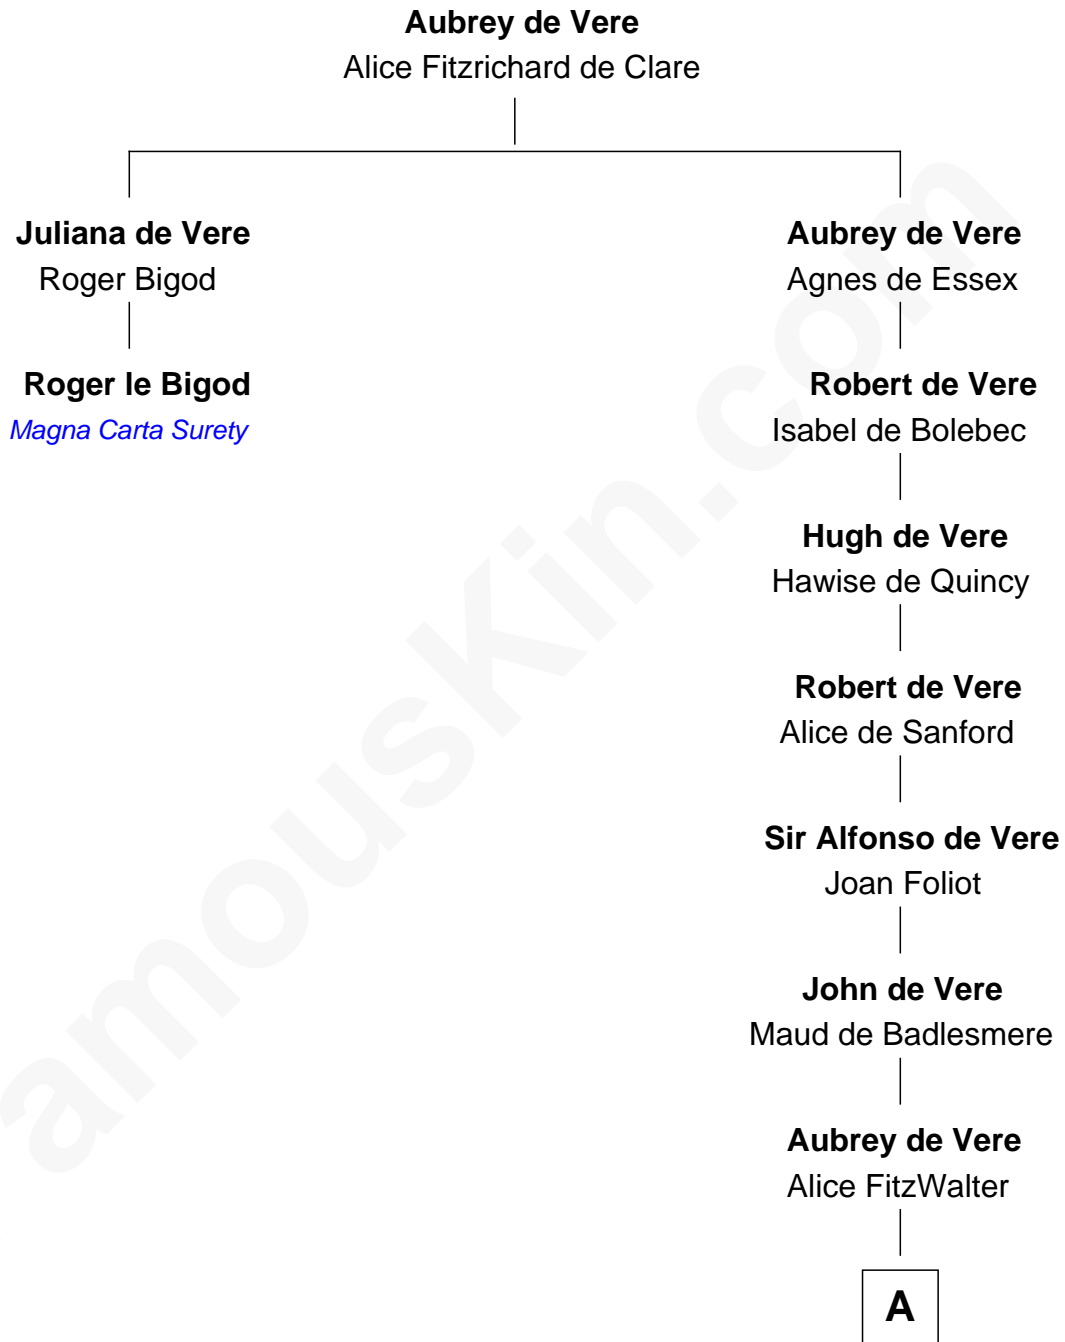 Aubrey de Vere
Alice Fitzrichard de Clare
Juliana de Vere
Roger Bigod
Roger le Bigod
Magna Carta Surety
Aubrey de Vere
Agnes de Essex
Robert de Vere
Isabel de Bolebec
Hugh de Vere
Hawise de Quincy
Robert de Vere
Alice de Sanford
Sir Alfonso de Vere
Joan Foliot
John de Vere
Maud de Badlesmere
Aubrey de Vere
Alice FitzWalter
A
amousKin.com